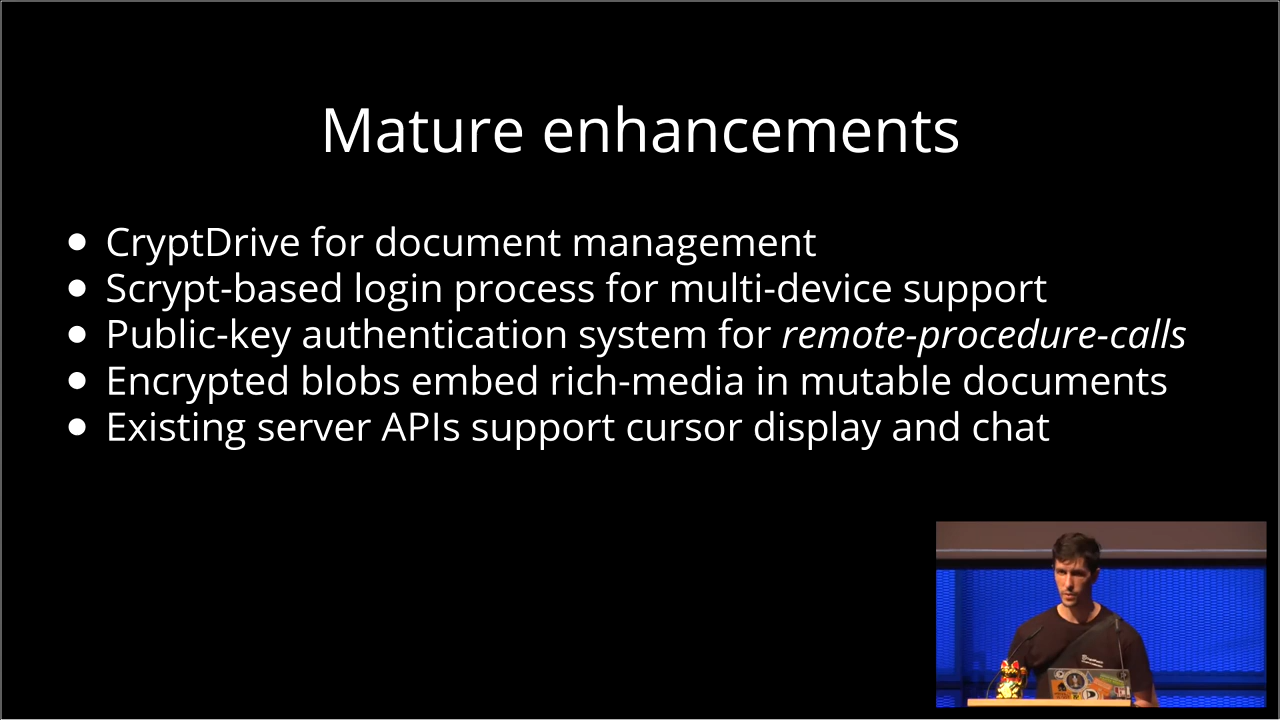 Mature enhancements
● CryptDrive for document management
● Scrypt-based login process for multi-device support
● Public-key authentication system for remote-procedure-calls
● Encrypted blobs embed rich-media in mutable documents
● Existing server APIs support cursor display and chat